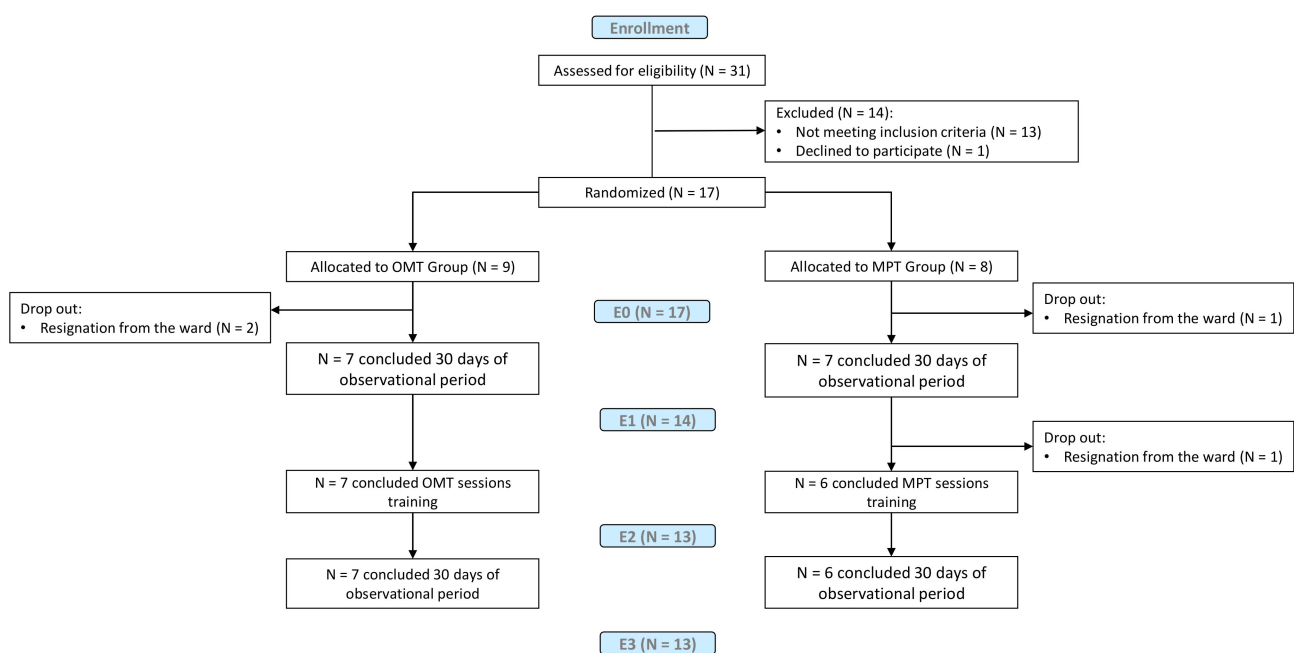 Enrollment
Assessed for eligibility (N = 31)
Excluded (N = 14):
• Not meeting inclusion criteria (N = 13)
• Declined to participate (N = 1)
Randomized (N = 17)
Allocated to OMT Group (N = 9)
Allocated to MPT Group (N = 8)
Drop out:
• Resignation from the ward (N = 2)
E0 (N = 17)
Drop out:
• Resignation from the ward (N = 1)
N = 7 concluded 30 days of
observational period
N = 7 concluded 30 days of
observational period
E1 (N = 14)
Drop out:
• Resignation from the ward (N = 1)
N = 7 concluded OMT sessions
training
N = 6 concluded MPT sessions
training
E2 (N = 13)
N = 7 concluded 30 days of
observational period
N = 6 concluded 30 days of
observational period
E3 (N = 13)